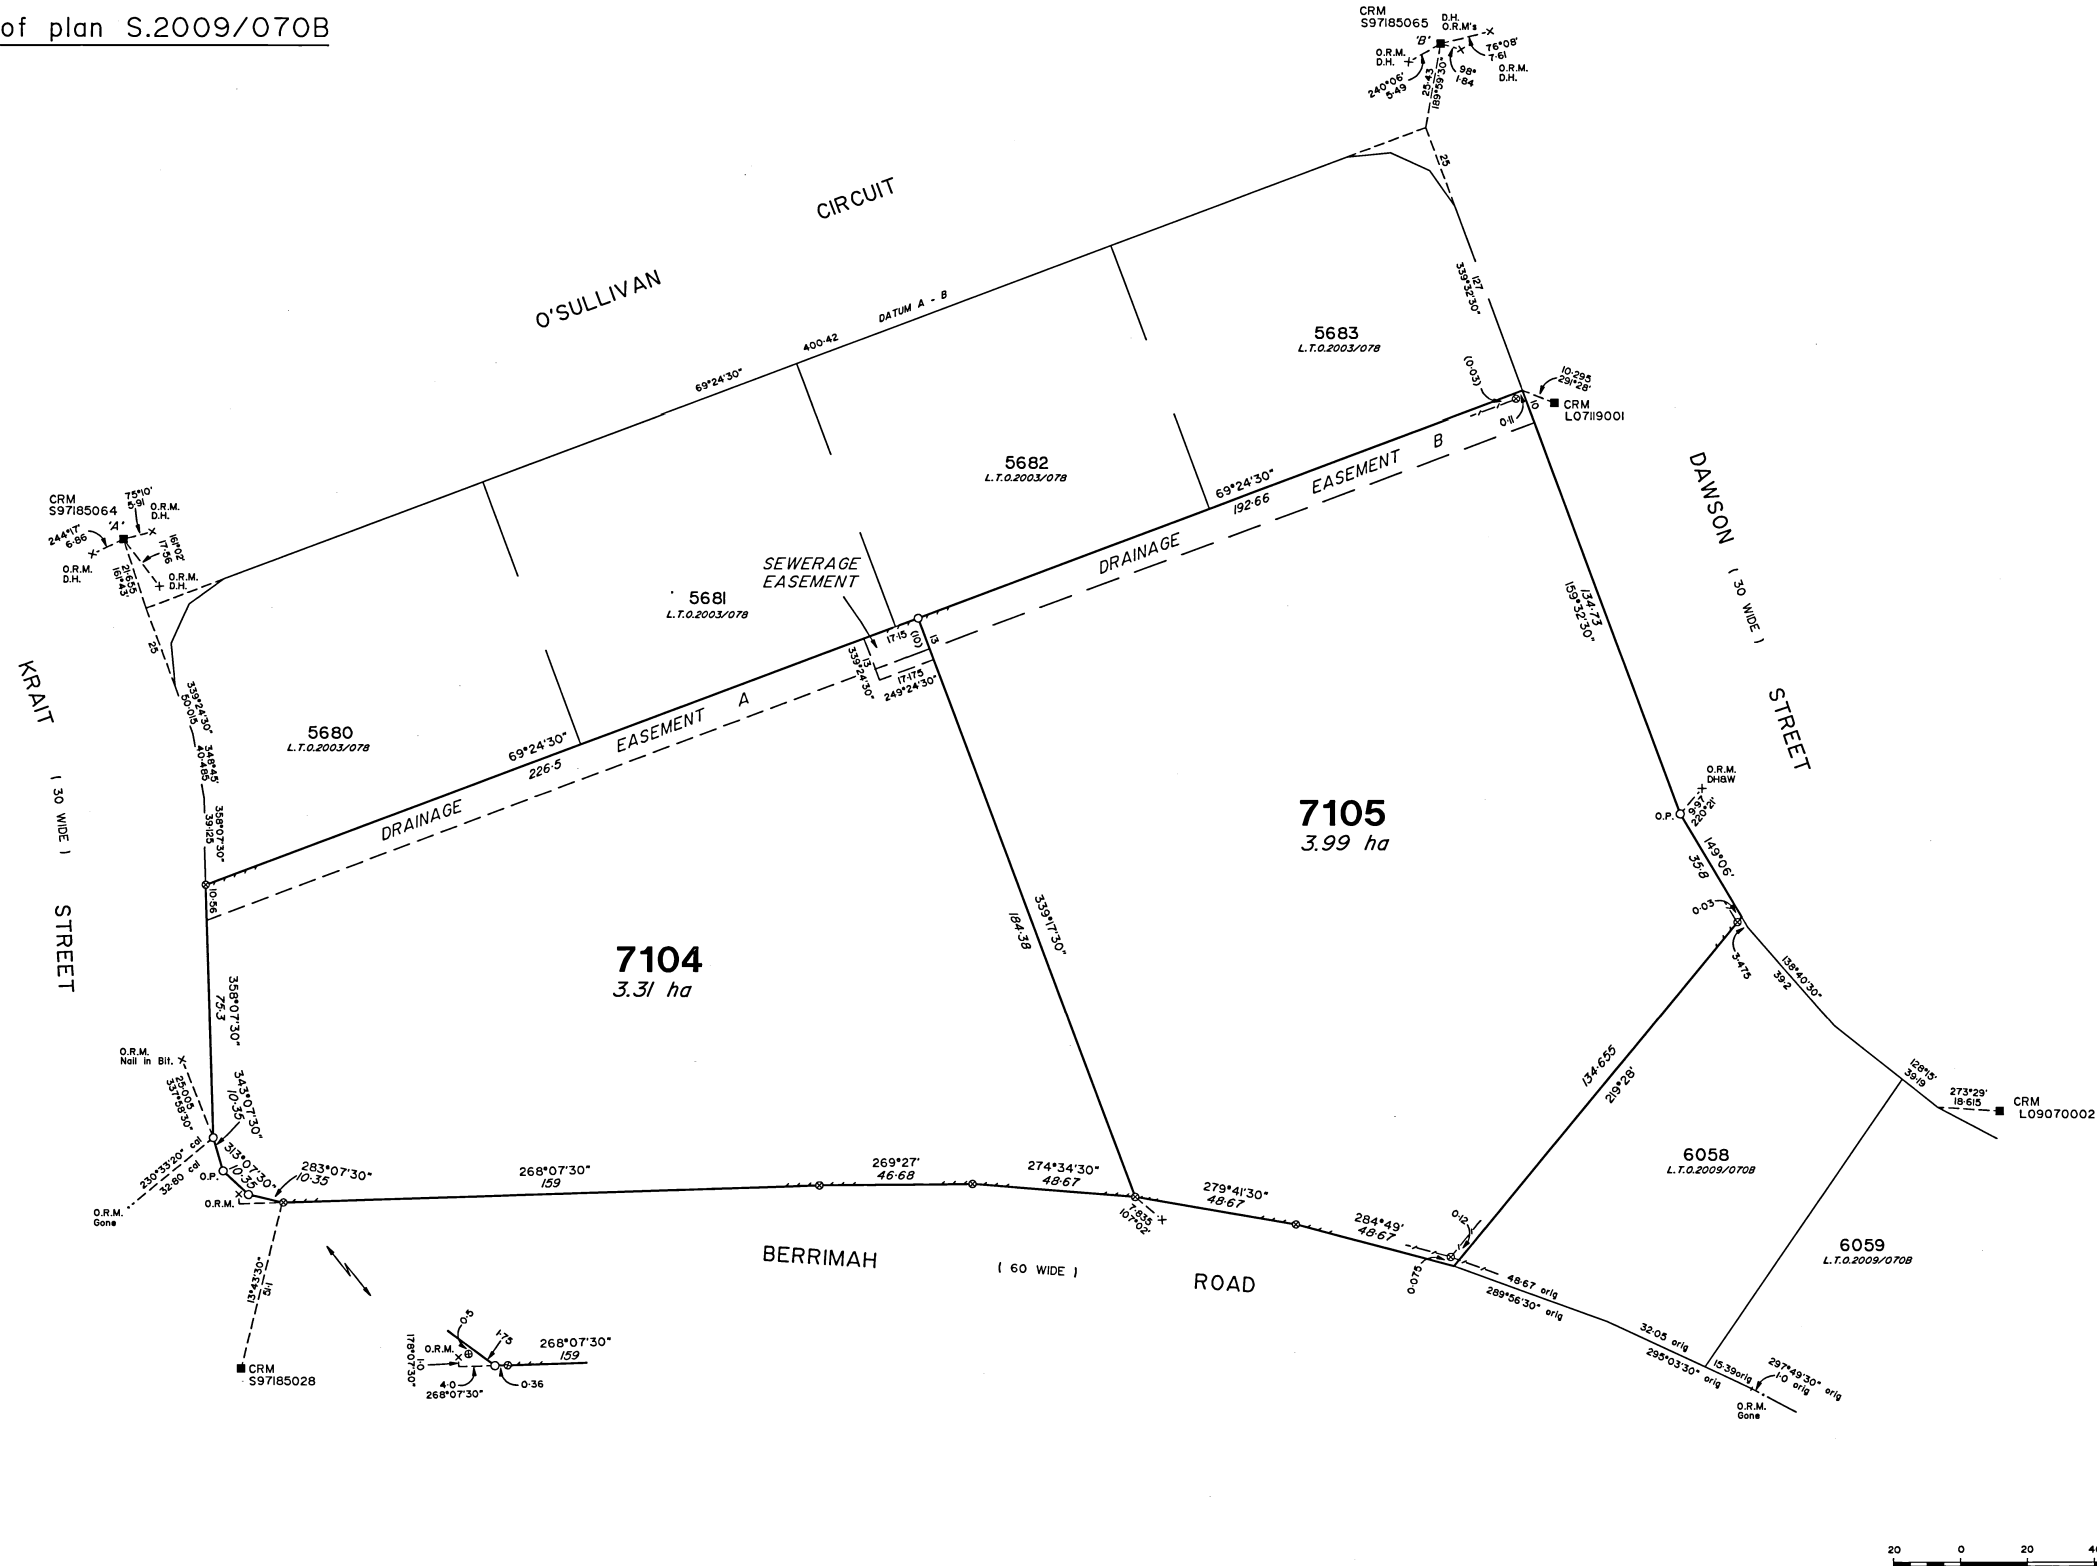 of plan S.2009/070B
CRM
S97185065
D.H.
O.R.M's
'B'
O.R.M.
D.H.
76°08'
7·61
O.R.M.
D.H.
98°
1·84
240°06'
5·49
25·43
189°59'30"
25
CIRCUIT
O'SULLIVAN
DATUM A - B
400·42
69°24'30"
127
339°32'30"
5683
L.T.O.2003/078
(0·03)
10·295
291°28'
CRM
L07119001
10
0·11
B
EASEMENT
69°24'30"
192·66
DRAINAGE
5682
L.T.O.2003/078
DAWSON
( 30 WIDE )
STREET
CRM
S97185064
'A'
75°10'
5·91
O.R.M.
D.H.
244°17'
6·86
O.R.M.
D.H.
161°02'
17·56
O.R.M.
D.H.
21·655
161°43'
25
SEWERAGE
EASEMENT
5681
L.T.O.2003/078
17·15
(10)
13
13
339°24'30"
17·175
249°24'30"
134·73
159°32'30"
KRAIT
( 30 WIDE )
STREET
339°24'30"
50·015
348°45'
40·485
358°07'30"
39·125
5680
L.T.O.2003/078
69°24'30"
226·5
EASEMENT
A
DRAINAGE
10·56
7105
3.99 ha
O.R.M.
DH&W
O.P.
9·97
220°21'
149°06'
35·8
0·03
3·475
138°40'30"
39·2
339°17'30"
184·38
7104
3.31 ha
358°07'30"
75·3
O.R.M.
Nail in Bit.
25·005
337°58'30"
343°07'30"
10·35
230°33'20" cal
32·80 cal
O.R.M.
Gone
O.P.
313°07'30"
10·35
O.R.M.
283°07'30"
10·35
268°07'30"
159
269°27'
46·68
274°34'30"
48·67
7·835
107°02'
279°41'30"
48·67
284°49'
48·67
134·655
219°28'
128°15'
39·19
273°29'
18·615
CRM
L09070002
6058
L.T.O.2009/070B
6059
L.T.O.2009/070B
0·12
0·075
48·67 orig
289°56'30" orig
32·05 orig
295°03'30" orig
15·39 orig
297°49'30" orig
1·0 orig
O.R.M.
Gone
BERRIMAH
( 60 WIDE )
ROAD
13°43'30"
51·1
CRM
S97185028
0·5
1·75
O.R.M.
178°07'30"
1·0
4·0
268°07'30"
0·36
268°07'30"
159
20
0
20